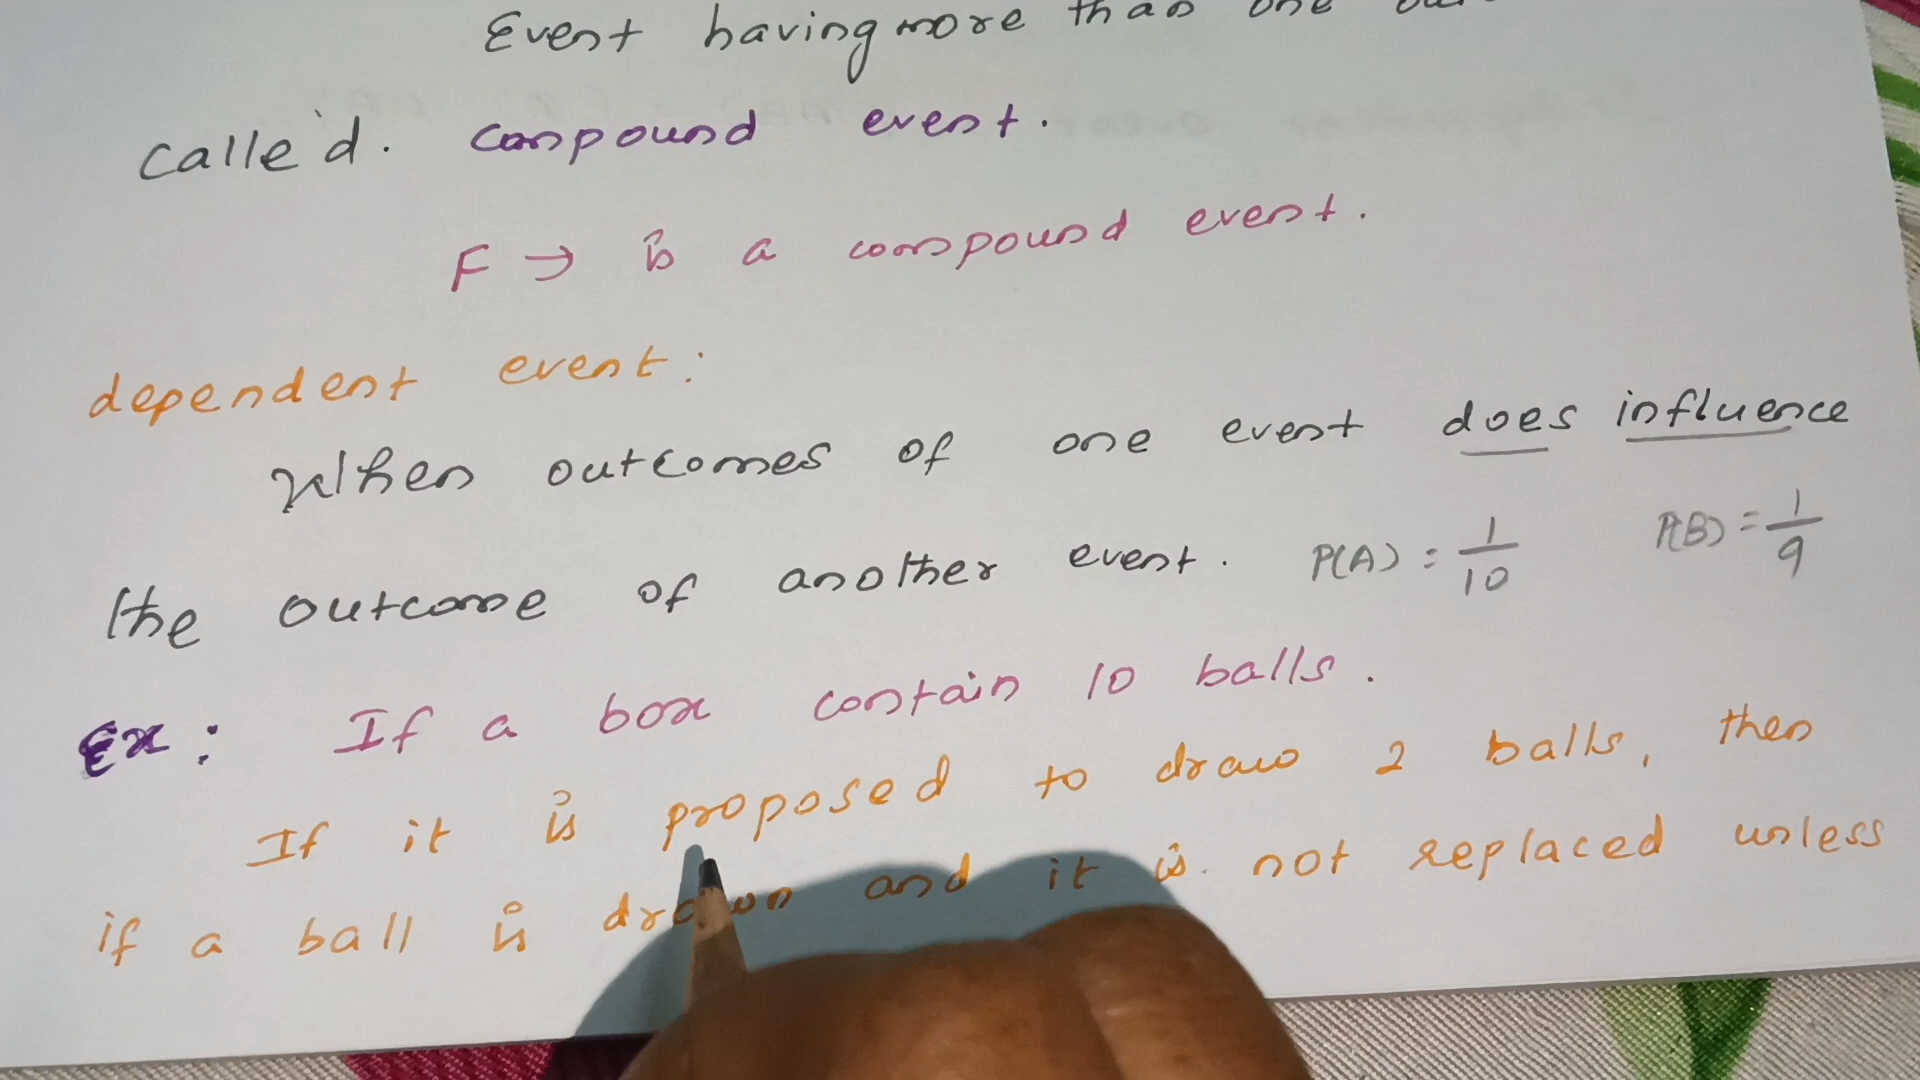 Event having more than one
called. compound event.
F → is a compound event.
dependent event:
When outcomes of one event does influence
the outcome of another event. P(A) = 1/10 P(B) = 1/9
Ex: If a box contain 10 balls.
If it is proposed to draw 2 balls, then
if a ball is drawn and it is not replaced unless